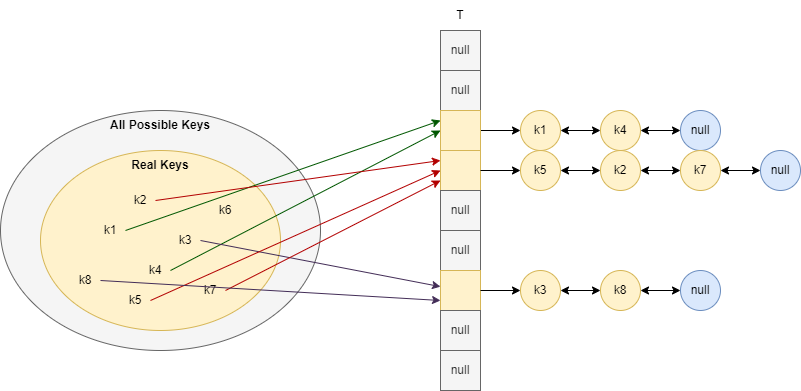 T
null
null
All Possible Keys
k1 k4 null
Real Keys
k5 k2 k7 null
k2
k6
null
k1
k3
null
k4
k8
k7
k3 k8 null
k5
null
null